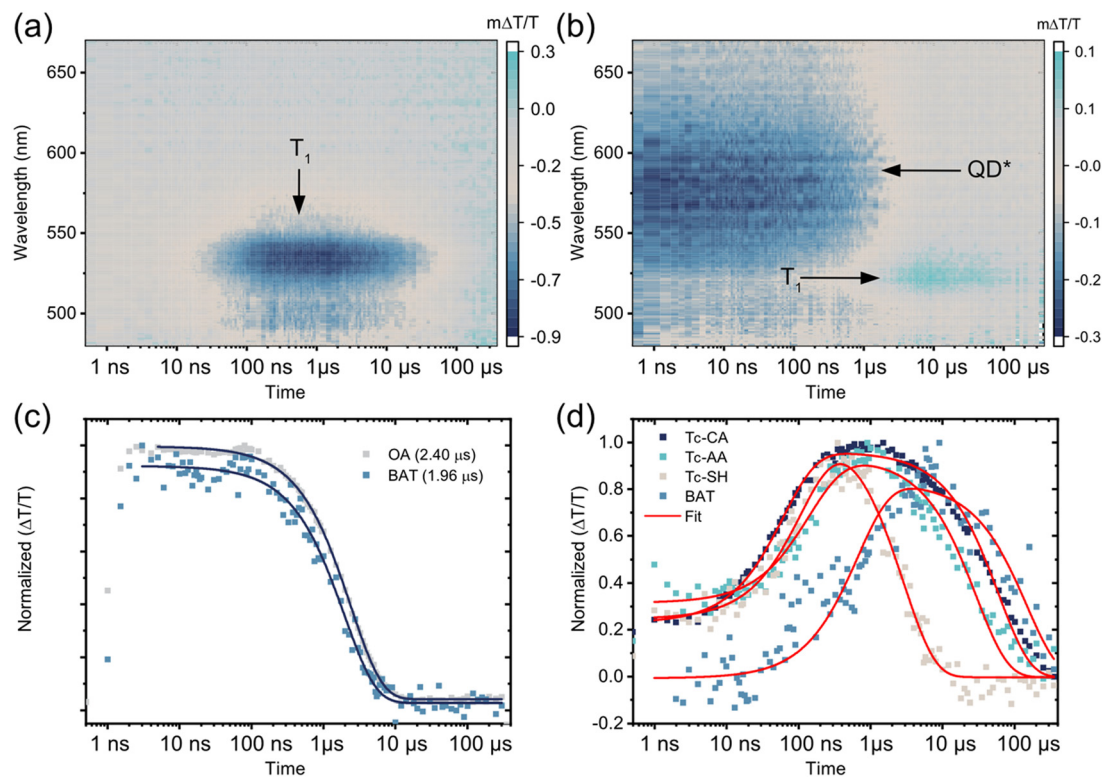 (a)
mΔT/T
650
600
550
500
Wavelength (nm)
T1
0.3
0.0
-0.2
-0.5
-0.7
-0.9
1 ns
10 ns
100 ns
1µs
10 µs
100 µs
Time
(b)
mΔT/T
650
600
550
500
Wavelength (nm)
QD*
T1
0.1
0.1
-0.0
-0.1
-0.2
-0.3
1 ns
10 ns
100 ns
1µs
10 µs
100 µs
Time
(c)
Normalized (ΔT/T)
OA (2.40 µs)
BAT (1.96 µs)
1 ns
10 ns
100 ns
1µs
10 µs
100 µs
Time
(d)
Normalized (ΔT/T)
1.0
0.8
0.6
0.4
0.2
0.0
-0.2
Tc-CA
Tc-AA
Tc-SH
BAT
Fit
1 ns
10 ns
100 ns
1µs
10 µs
100 µs
Time